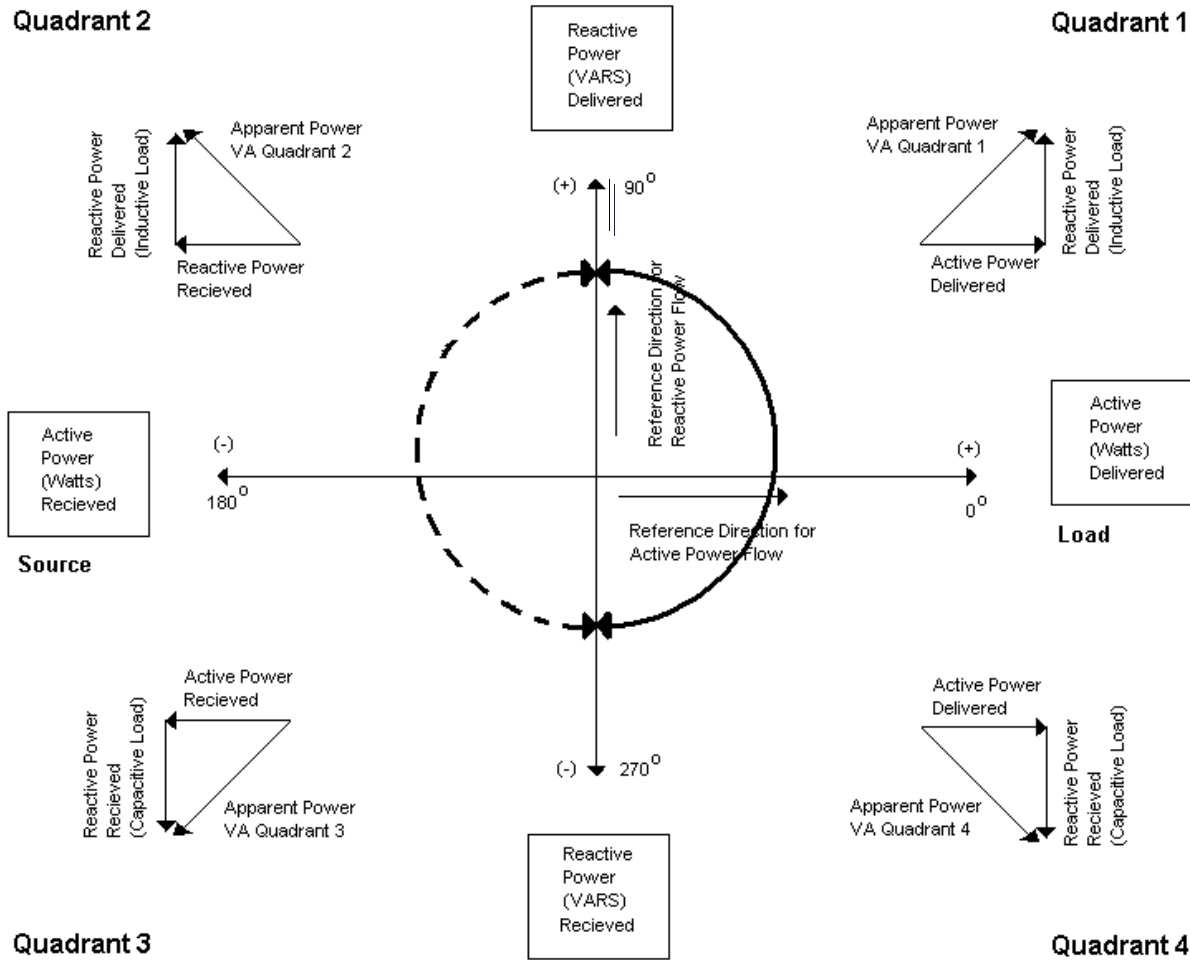 Quadrant 2
Quadrant 1
Reactive
Power
(VARS)
Delivered
Reactive Power
Delivered
(Inductive Load)
Apparent Power
VA Quadrant 2
Reactive Power
Recieved
Apparent Power
VA Quadrant 1
Reactive Power
Delivered
(Inductive Load)
Active Power
Delivered
(+)
90°
Reference Direction for
Reactive Power Flow
Active
Power
(Watts)
Recieved
Source
(-)
180°
(+)
0°
Active
Power
(Watts)
Delivered
Load
Reference Direction for
Active Power Flow
Active Power
Recieved
Reactive Power
Recieved
(Capacitive Load)
Apparent Power
VA Quadrant 3
(-)
270°
Active Power
Delivered
Apparent Power
VA Quadrant 4
Reactive Power
Recieved
(Capacitive Load)
Reactive
Power
(VARS)
Recieved
Quadrant 3
Quadrant 4